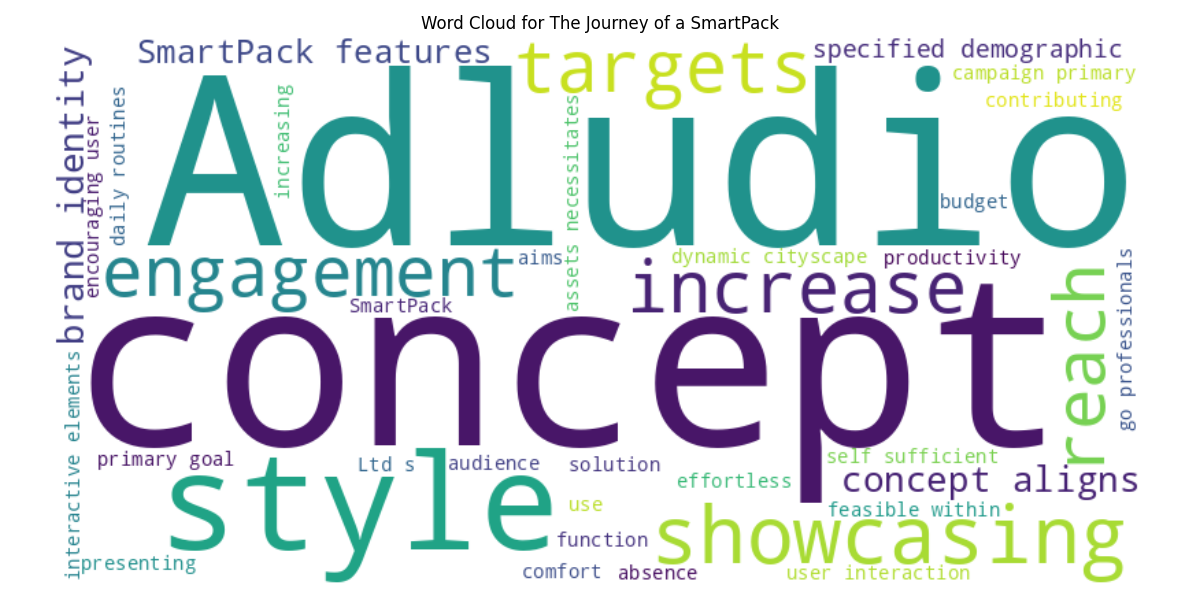 Word Cloud for The Journey of a SmartPack
SmartPack features
targets
specified demographic
campaign primary
contributing
Adludio
brand identity
encouraging user
daily routines
increasing
assets necessitates
budget
engagement
aims
dynamic cityscape
productivity
increase
SmartPack
reach
go professionals
concept
interactive elements
primary goal
Ltd s
audience
solution
self sufficient
effortless
concept aligns
style
use
feasible within
showcasing
function
presenting
comfort
absence
user interaction